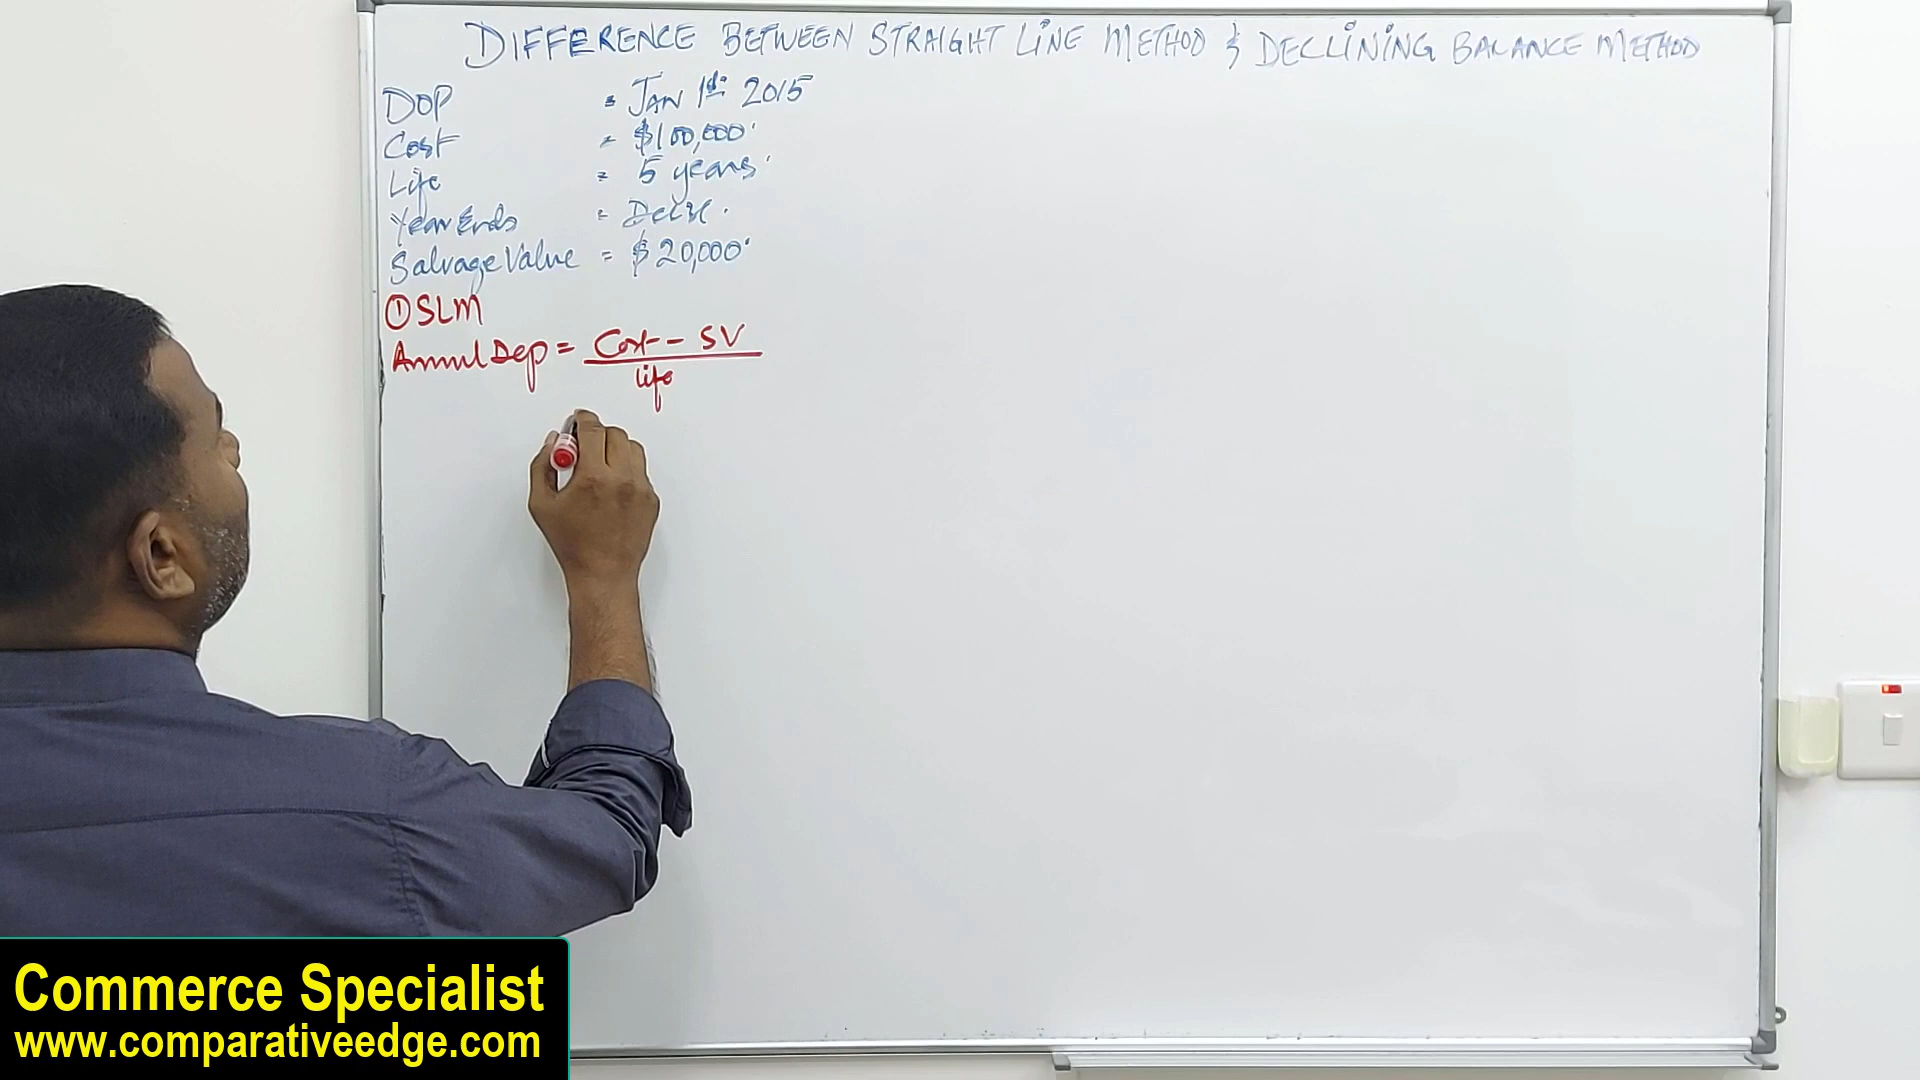 DIFFERENCE BETWEEN STRAIGHT LINE METHOD & DECLINING BALANCE METHOD
DOP = JAN 1st 2015
Cost = $100,000
Life = 5 years
Year Ends = Dec 31
Salvage Value = $20,000
① SLM
Annul Dep = Cost - SV
life
Commerce Specialist
www.comparativeedge.com